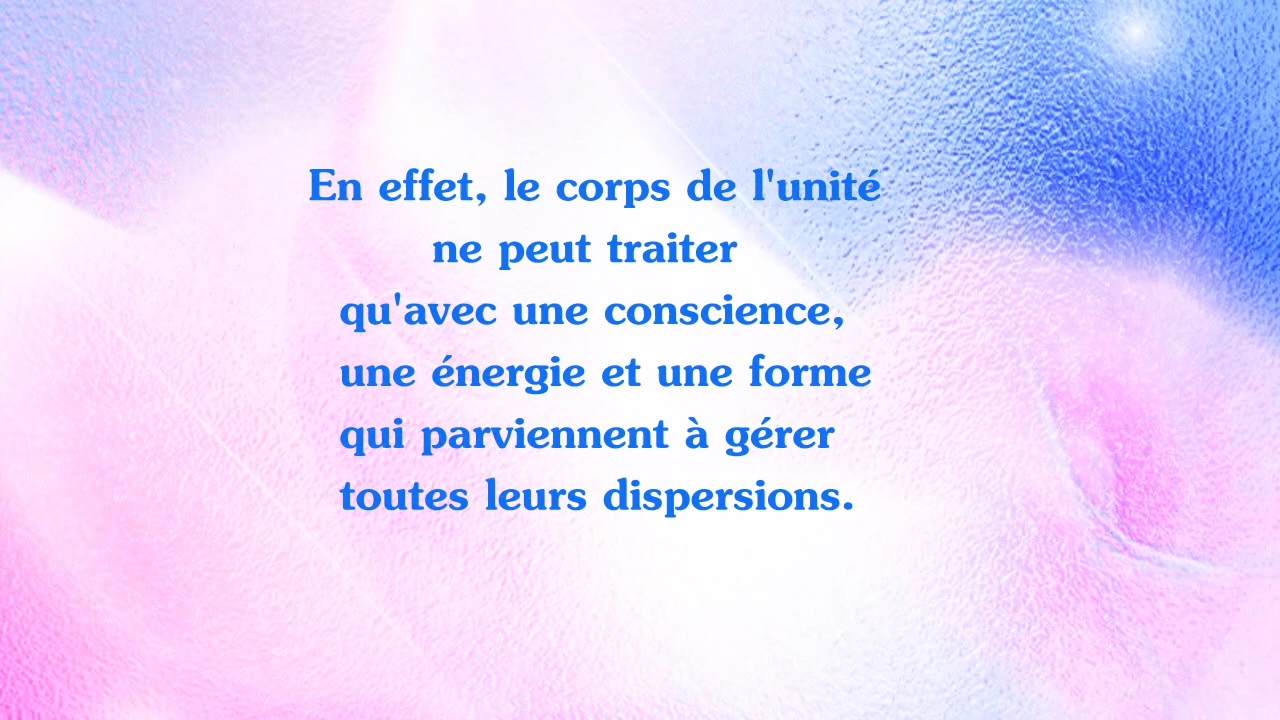 En effet, le corps de l'unité
ne peut traiter
qu'avec une conscience,
une énergie et une forme
qui parviennent à gérer
toutes leurs dispersions.